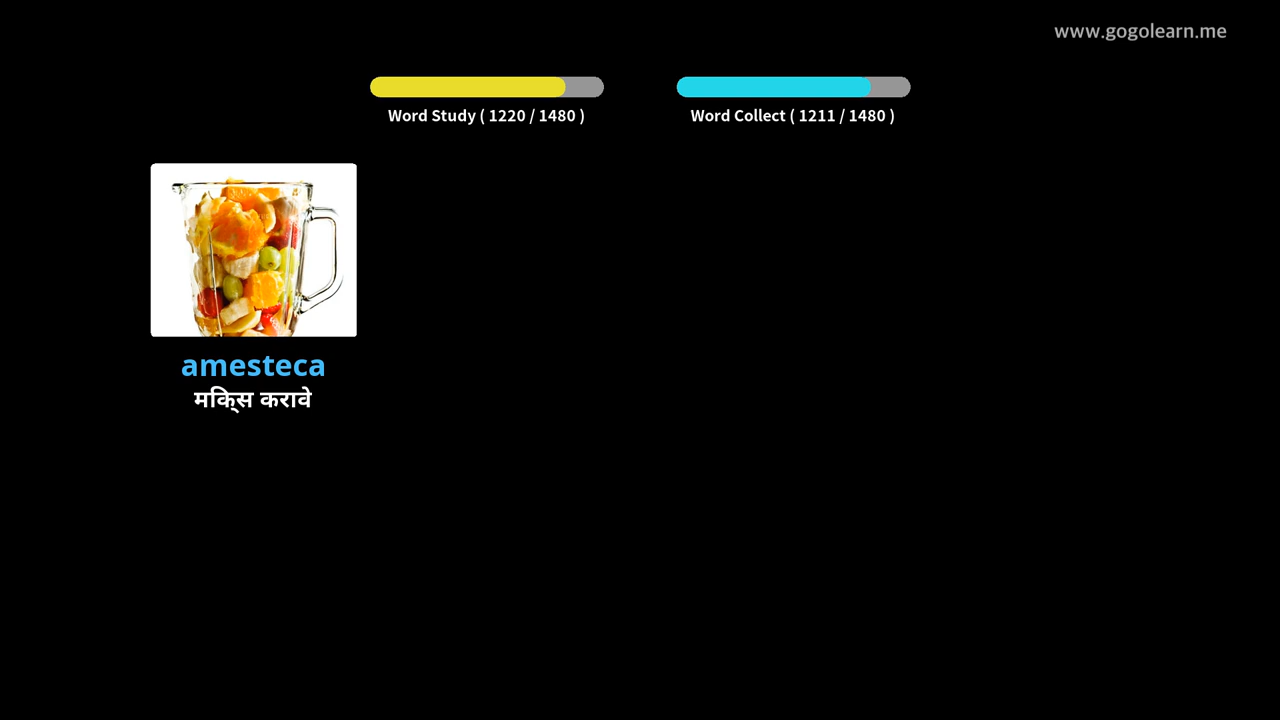 www.gogolearn.me
Word Study ( 1220 / 1480 )
Word Collect ( 1211 / 1480 )
amesteca
मिक्स करावे